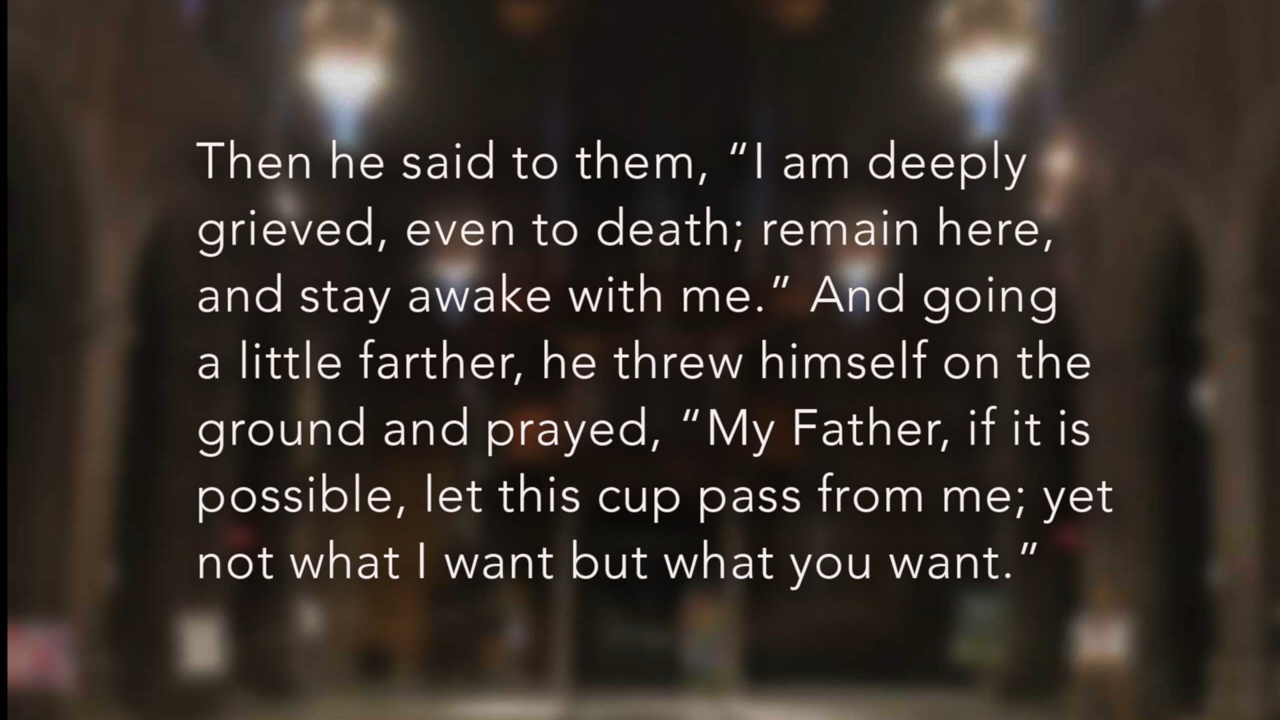 Then he said to them, “I am deeply
grieved, even to death; remain here,
and stay awake with me.” And going
a little farther, he threw himself on the
ground and prayed, “My Father, if it is
possible, let this cup pass from me; yet
not what I want but what you want.”